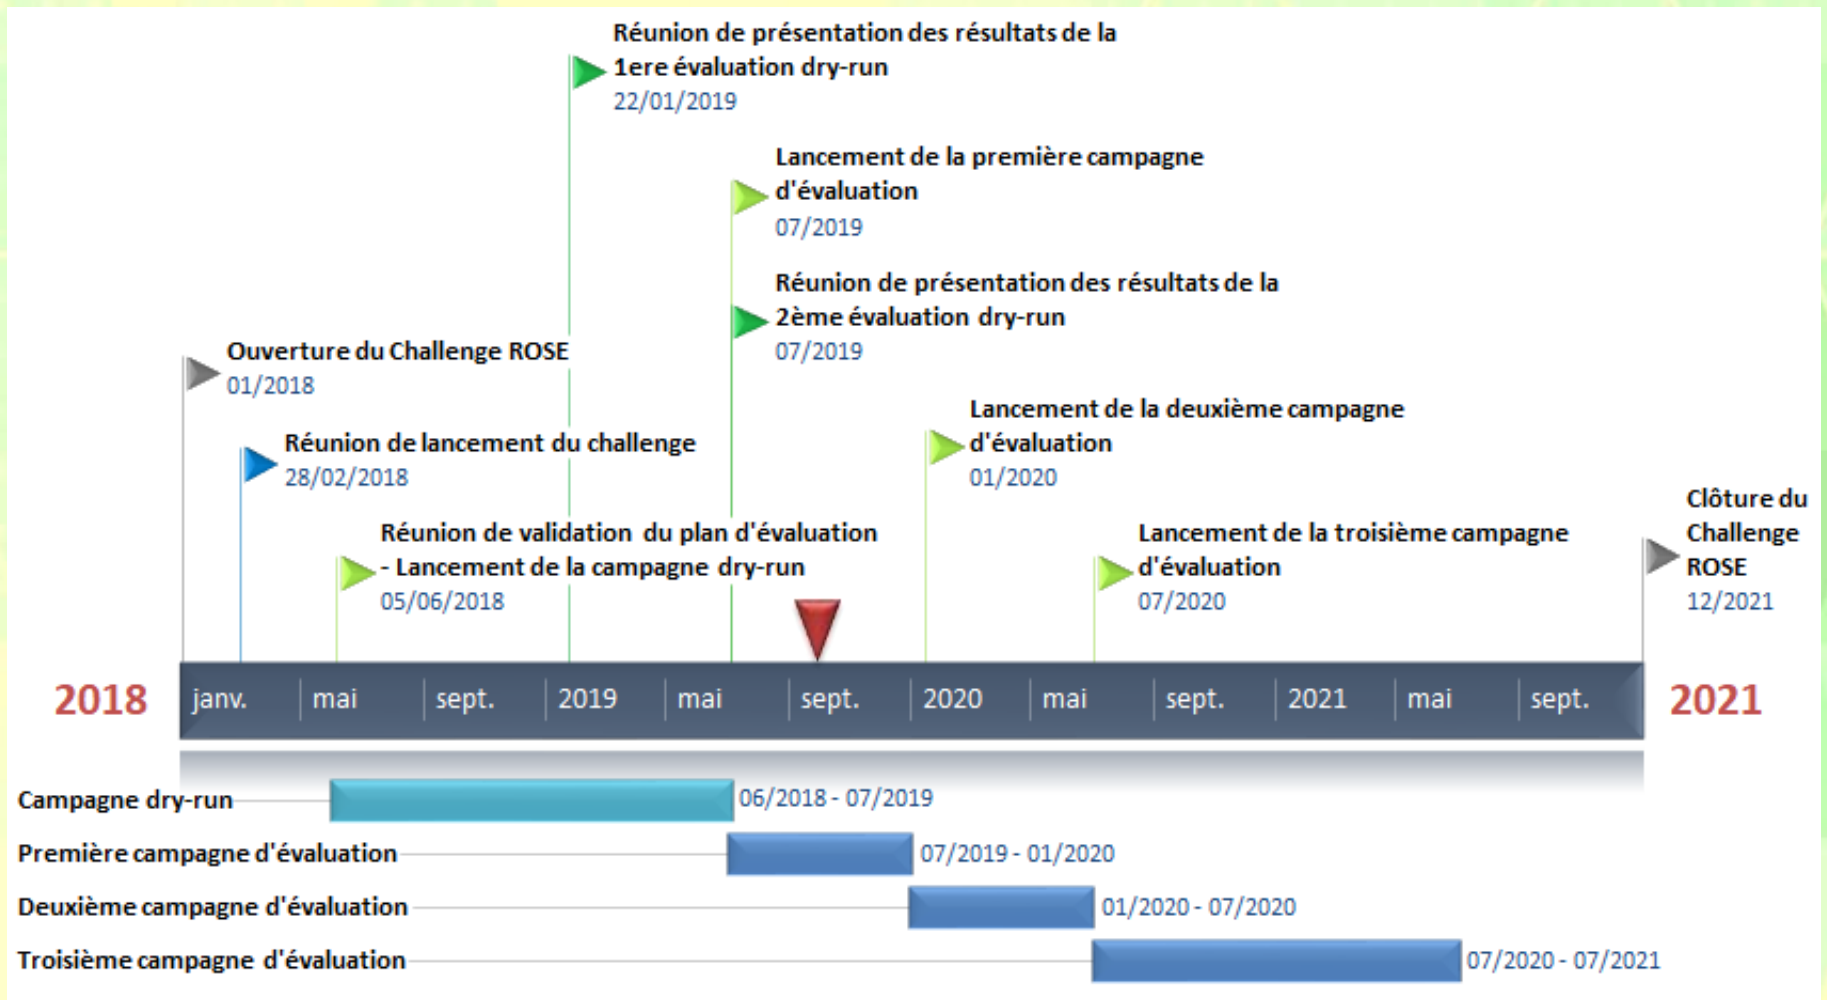 Réunion de présentation des résultats de la
1ere évaluation dry-run
22/01/2019
Lancement de la première campagne
d'évaluation
07/2019
Réunion de présentation des résultats de la
2ème évaluation dry-run
07/2019
Ouverture du Challenge ROSE
01/2018
Lancement de la deuxième campagne
d'évaluation
01/2020
Réunion de lancement du challenge
28/02/2018
Clôture du
Challenge
ROSE
12/2021
Réunion de validation du plan d'évaluation
- Lancement de la campagne dry-run
05/06/2018
Lancement de la troisième campagne
d'évaluation
07/2020
2018 janv. mai sept. 2019 mai sept. 2020 mai sept. 2021 mai sept. 2021
Campagne dry-run 06/2018 - 07/2019
Première campagne d'évaluation 07/2019 - 01/2020
Deuxième campagne d'évaluation 01/2020 - 07/2020
Troisième campagne d'évaluation 07/2020 - 07/2021